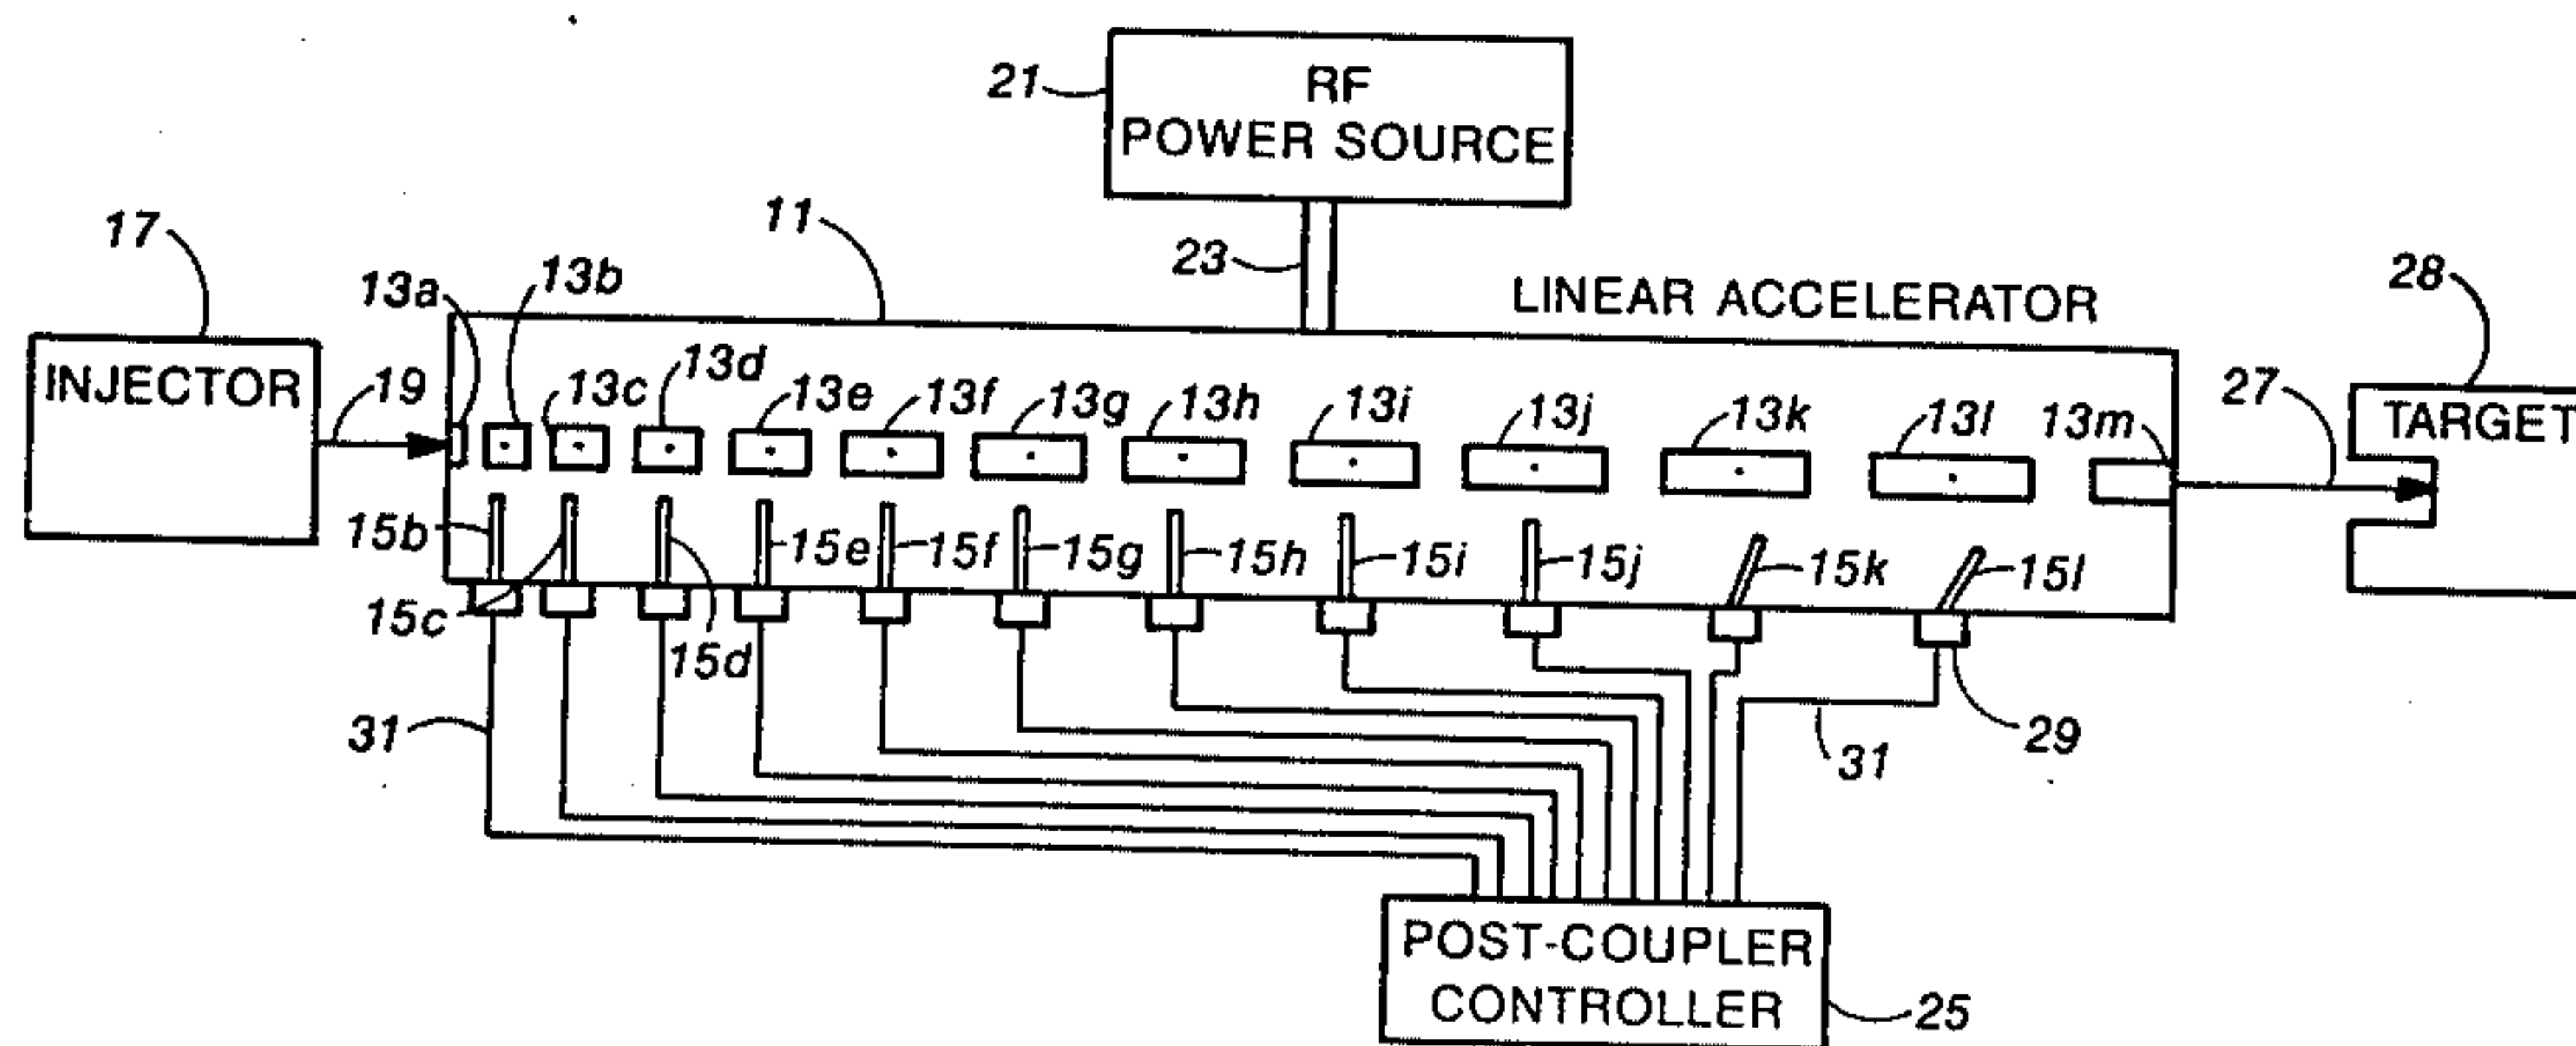 21
RF
POWER SOURCE
17
11
23
LINEAR ACCELERATOR
28
13a
13b
INJECTOR
19
13c
13d
13e
13f
13g
13h
13i
13j
13k
13l
13m
27
TARGET
15b
15c
15d
15e
15f
15g
15h
15i
15j
15k
15l
31
31
29
POST-COUPLER
CONTROLLER
25